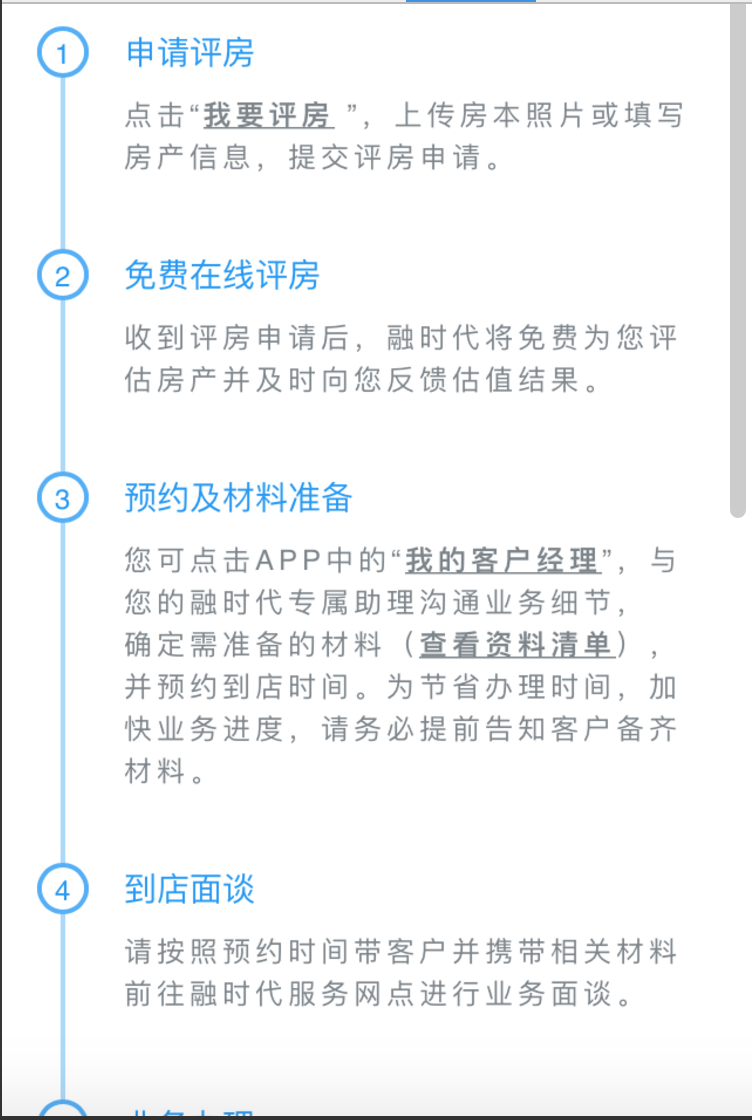 1 申请评房
点击“我要评房 ”，上传房本照片或填写
房产信息，提交评房申请。
2 免费在线评房
收到评房申请后，融时代将免费为您评
估房产并及时向您反馈估值结果。
3 预约及材料准备
您可点击APP中的“我的客户经理”，与
您的融时代专属助理沟通业务细节，
确定需准备的材料（查看资料清单），
并预约到店时间。为节省办理时间，加
快业务进度，请务必提前告知客户备齐
材料。
4 到店面谈
请按照预约时间带客户并携带相关材料
前往融时代服务网点进行业务面谈。